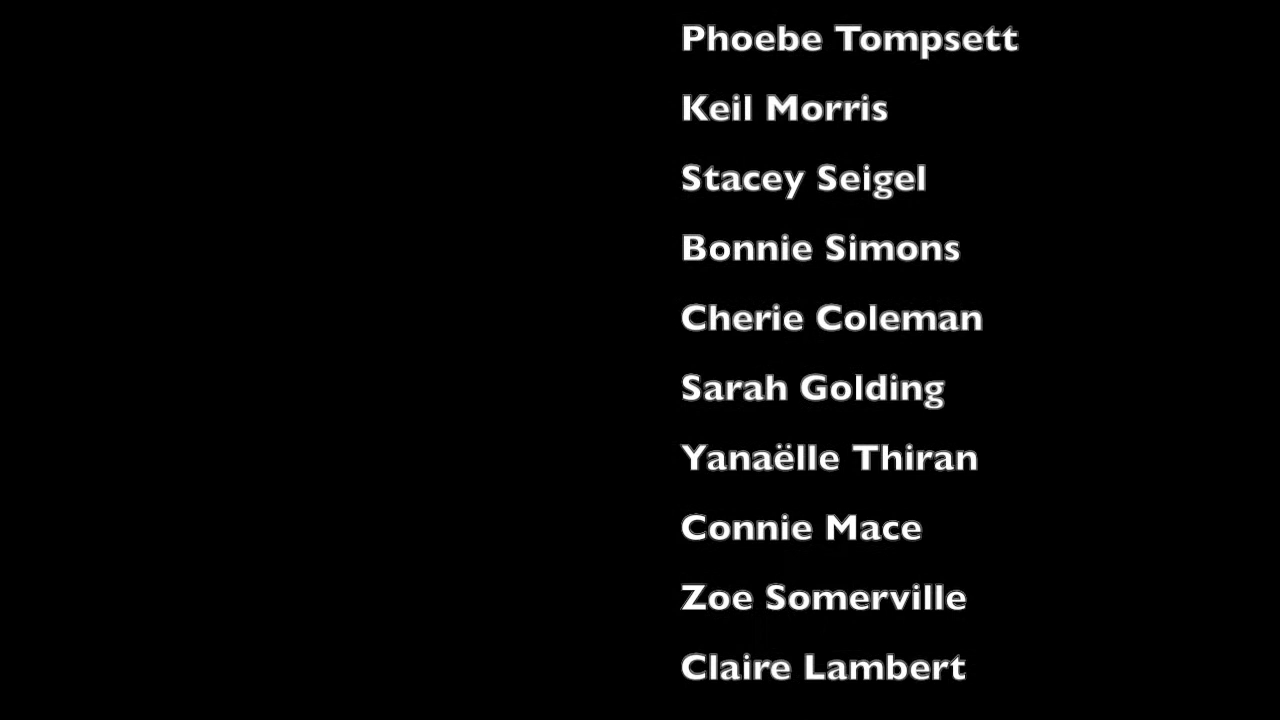 Phoebe Tompsett
Keil Morris
Stacey Seigel
Bonnie Simons
Cherie Coleman
Sarah Golding
Yanaëlle Thiran
Connie Mace
Zoe Somerville
Claire Lambert